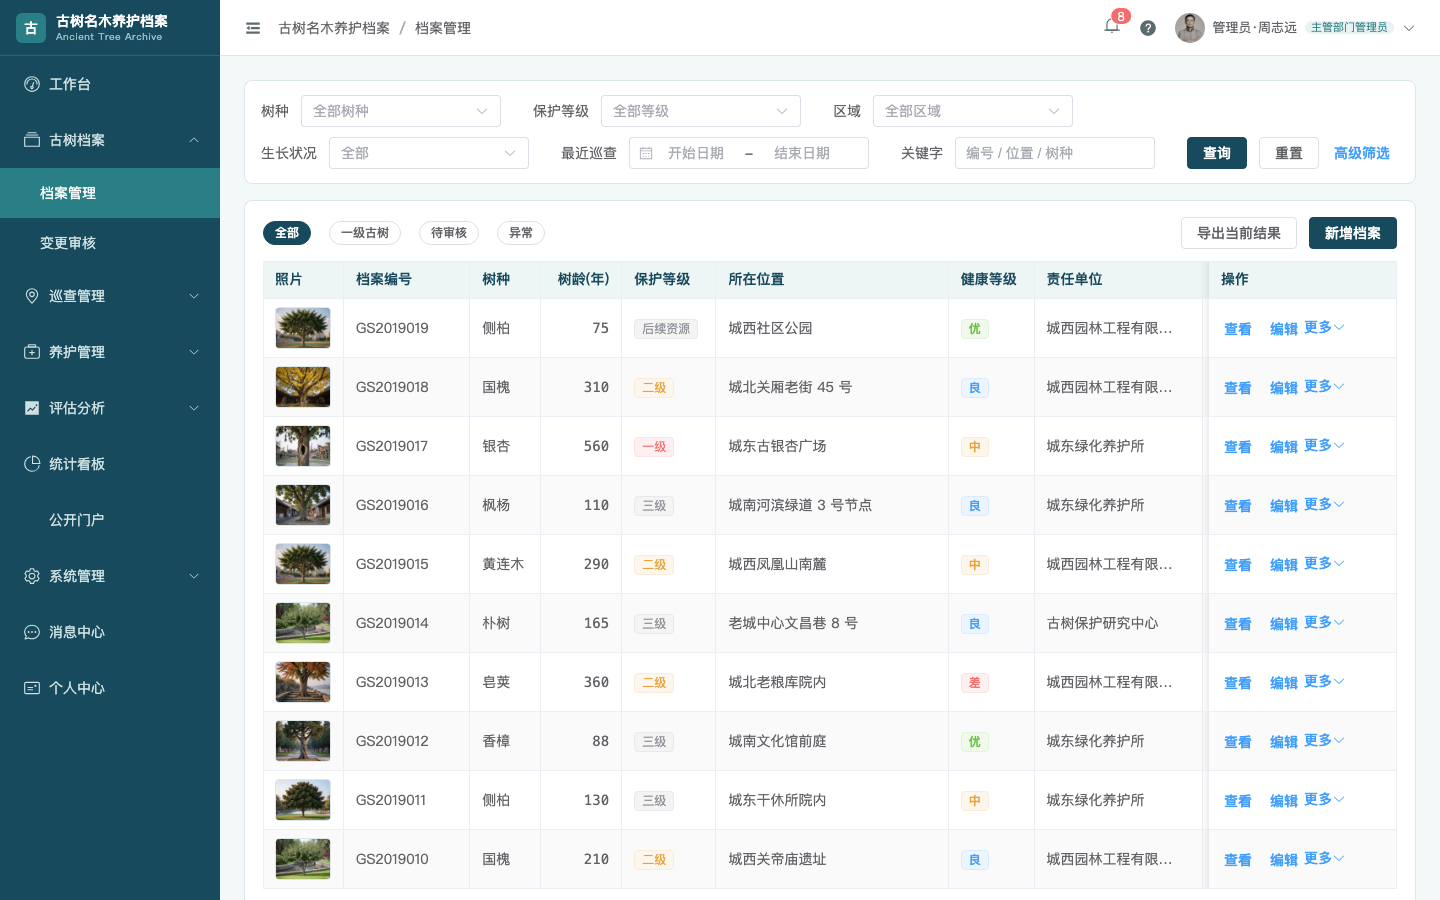 古
古树名木养护档案
Ancient Tree Archive
工作台
古树档案
档案管理
变更审核
巡查管理
养护管理
评估分析
统计看板
公开门户
系统管理
消息中心
个人中心
古树名木养护档案 / 档案管理
8
管理员·周志远
主管部门管理员
树种 全部树种
保护等级 全部等级
区域 全部区域
生长状况 全部
最近巡查 开始日期 – 结束日期
关键字 编号 / 位置 / 树种
查询
重置
高级筛选
全部
一级古树
待审核
异常
导出当前结果
新增档案
照片 档案编号 树种 树龄(年) 保护等级 所在位置 健康等级 责任单位 操作
GS2019019 侧柏 75 后续资源 城西社区公园 优 城西园林工程有限... 查看 编辑 更多
GS2019018 国槐 310 二级 城北关厢老街 45 号 良 城西园林工程有限... 查看 编辑 更多
GS2019017 银杏 560 一级 城东古银杏广场 中 城东绿化养护所 查看 编辑 更多
GS2019016 枫杨 110 三级 城南河滨绿道 3 号节点 良 城东绿化养护所 查看 编辑 更多
GS2019015 黄连木 290 二级 城西凤凰山南麓 中 城西园林工程有限... 查看 编辑 更多
GS2019014 朴树 165 三级 老城中心文昌巷 8 号 良 古树保护研究中心 查看 编辑 更多
GS2019013 皂荚 360 二级 城北老粮库院内 差 城西园林工程有限... 查看 编辑 更多
GS2019012 香樟 88 三级 城南文化馆前庭 优 城东绿化养护所 查看 编辑 更多
GS2019011 侧柏 130 三级 城东干休所院内 中 城东绿化养护所 查看 编辑 更多
GS2019010 国槐 210 二级 城西关帝庙遗址 良 城西园林工程有限... 查看 编辑 更多